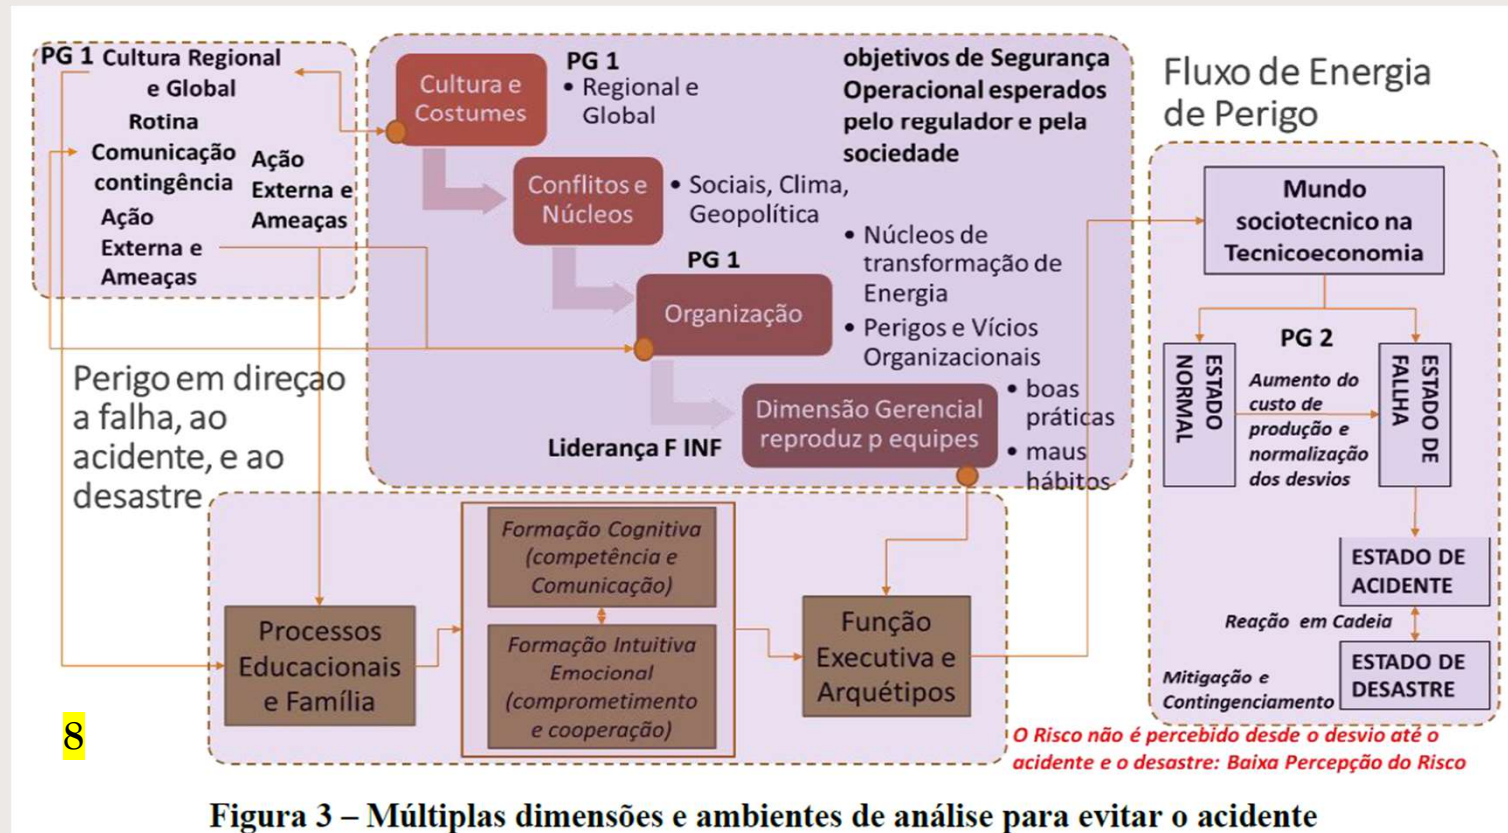 PG 1 Cultura Regional
e Global
Rotina
Comunicação
contingência
Ação
Externa e
Ameaças
Ação
Externa e
Ameaças
Cultura e
Costumes
PG 1
• Regional e
Global
objetivos de Segurança
Operacional esperados
pelo regulador e pela
sociedade
Conflitos e
Núcleos
• Sociais, Clima,
Geopolítica
PG 1
Organização
• Núcleos de
transformação de
Energia
• Perigos e Vícios
Organizacionais
Dimensão Gerencial
reproduz p equipes
• boas
práticas
• maus
hábitos
Liderança F INF
Perigo em direçao
a falha, ao
acidente, e ao
desastre
Processos
Educacionais
e Família
Formação Cognitiva
(competência e
Comunicação)
Formação Intuitiva
Emocional
(comprometimento
e cooperação)
Função
Executiva e
Arquétipos
Fluxo de Energia
de Perigo
Mundo
sociotecnico na
Tecnicoeconomia
PG 2
ESTADO
NORMAL
Aumento do
custo de
produção e
normalização
dos desvios
ESTADO DE
FALHA
ESTADO DE
ACIDENTE
Reação em Cadeia
ESTADO DE
DESASTRE
Mitigação e
Contingenciamento
O Risco não é percebido desde o desvio até o
acidente e o desastre: Baixa Percepção do Risco
8
Figura 3 – Múltiplas dimensões e ambientes de análise para evitar o acidente